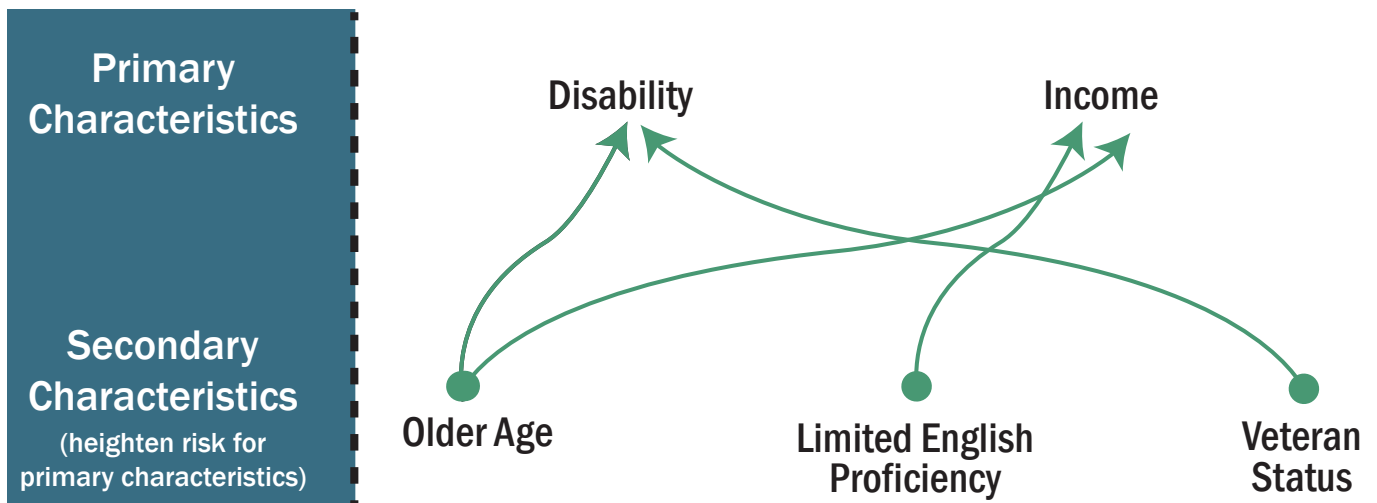 Primary
Characteristics
Disability
Income
Secondary
Characteristics
(heighten risk for
primary characteristics)
Older Age
Limited English
Proficiency
Veteran
Status